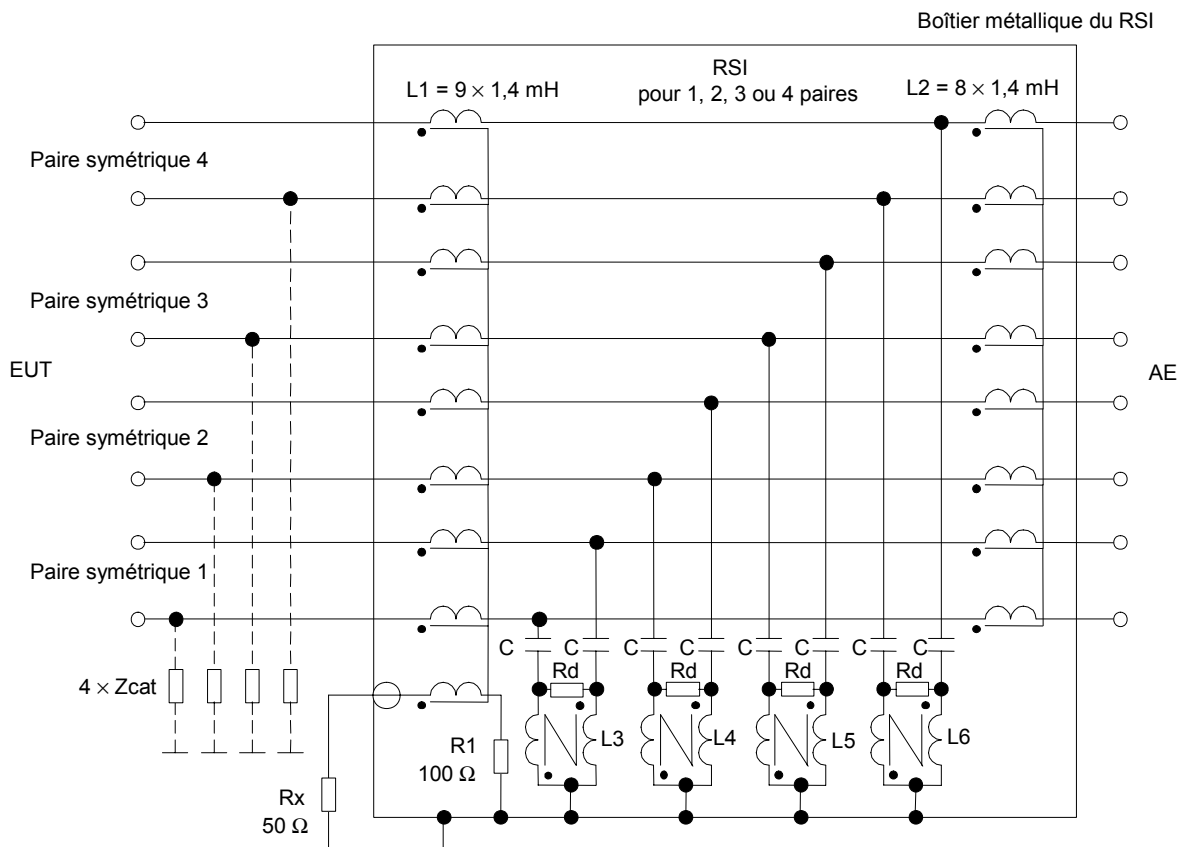 Boîtier métallique du RSI
RSI
pour 1, 2, 3 ou 4 paires
L1 = 9 × 1,4 mH
L2 = 8 × 1,4 mH
Paire symétrique 4
Paire symétrique 3
EUT
AE
Paire symétrique 2
Paire symétrique 1
C C C C C C C C
Rd Rd Rd Rd
4 × Zcat
L3 L4 L5 L6
R1
100 Ω
Rx
50 Ω